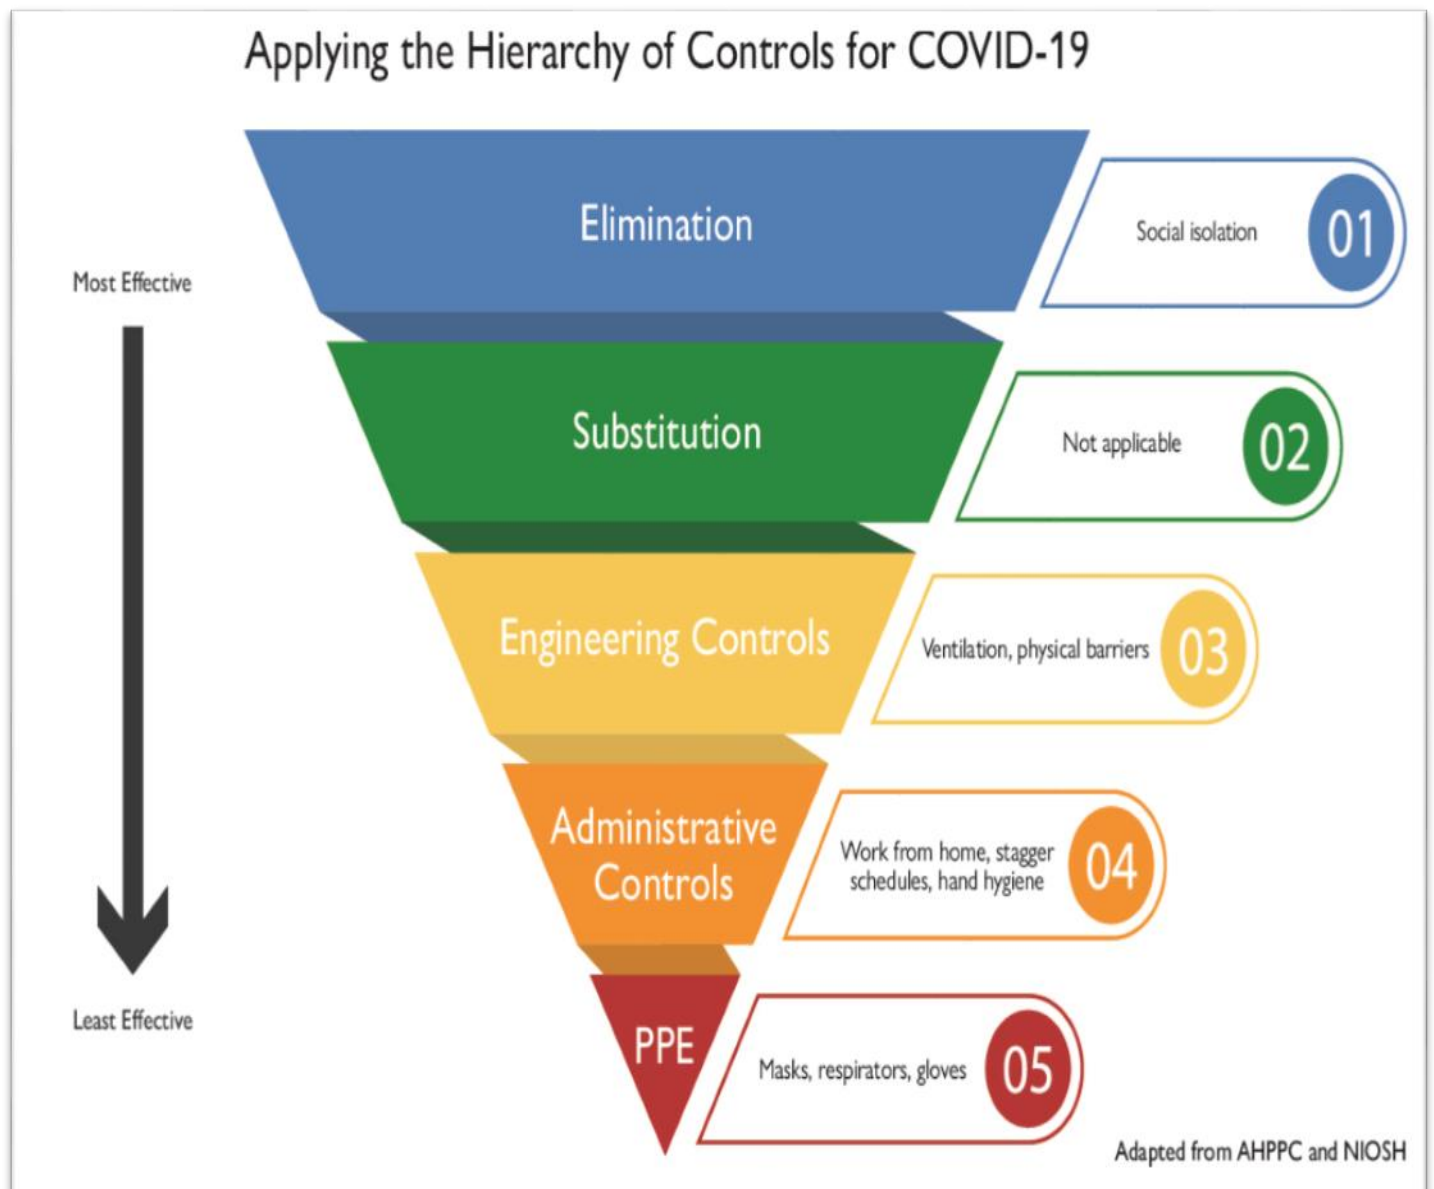 Applying the Hierarchy of Controls for COVID-19
Most Effective
Least Effective
Elimination
Social isolation
01
Substitution
Not applicable
02
Engineering Controls
Ventilation, physical barriers
03
Administrative
Controls
Work from home, stagger
schedules, hand hygiene
04
PPE
Masks, respirators, gloves
05
Adapted from AHPPC and NIOSH